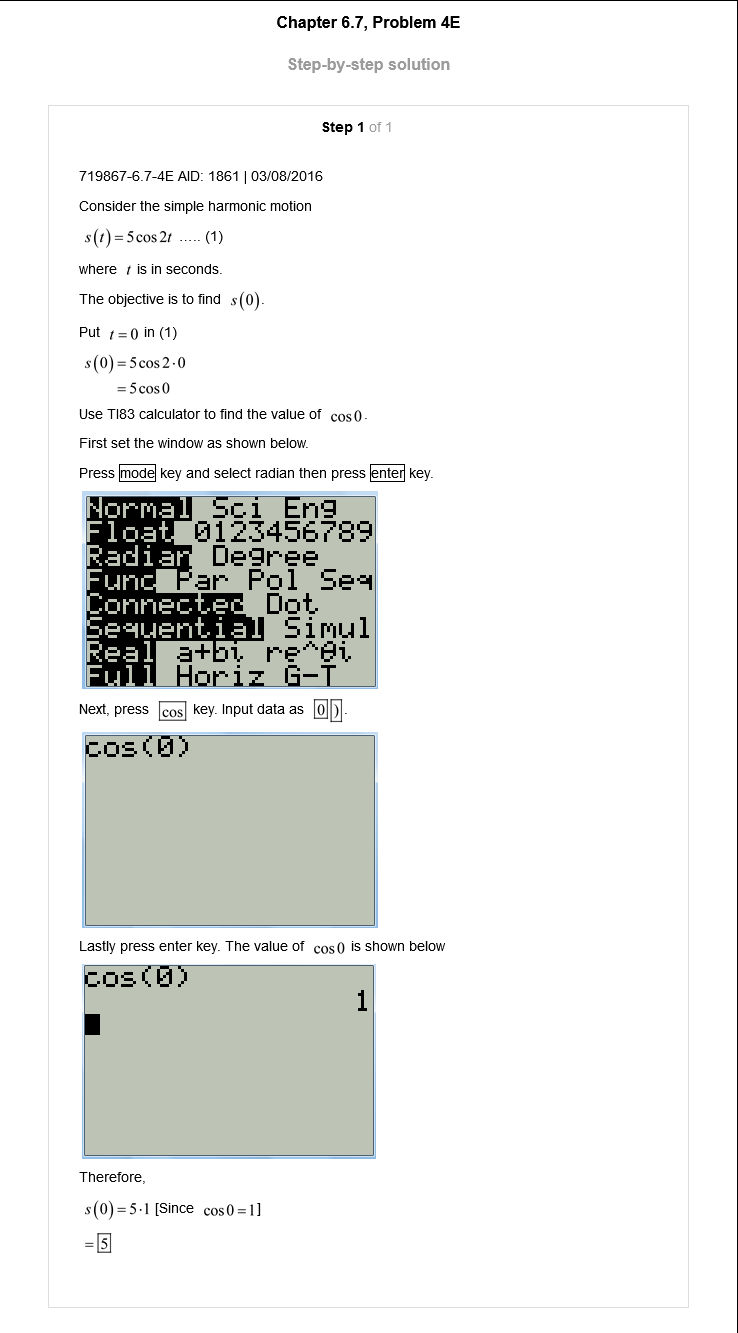 Chapter 6.7, Problem 4E
Step-by-step solution
Step 1 of 1
719867-6.7-4E AID: 1861 | 03/08/2016
Consider the simple harmonic motion
s(t) = 5 cos 2t ..... (1)
where t is in seconds.
The objective is to find s(0).
Put t = 0 in (1)
s(0) = 5 cos 2·0
= 5 cos 0
Use TI83 calculator to find the value of cos 0.
First set the window as shown below.
Press mode key and select radian then press enter key.
Normal Sci Eng
Float 0123456789
Radian Degree
Func Par Pol Seq
Connected Dot
Sequential Simul
Real a+bi re^θi
Full Horiz G-T
Next, press cos key. Input data as 0 ).
cos(0)
Lastly press enter key. The value of cos 0 is shown below
cos(0)
1
Therefore,
s(0) = 5·1 [Since cos 0 = 1]
= 5